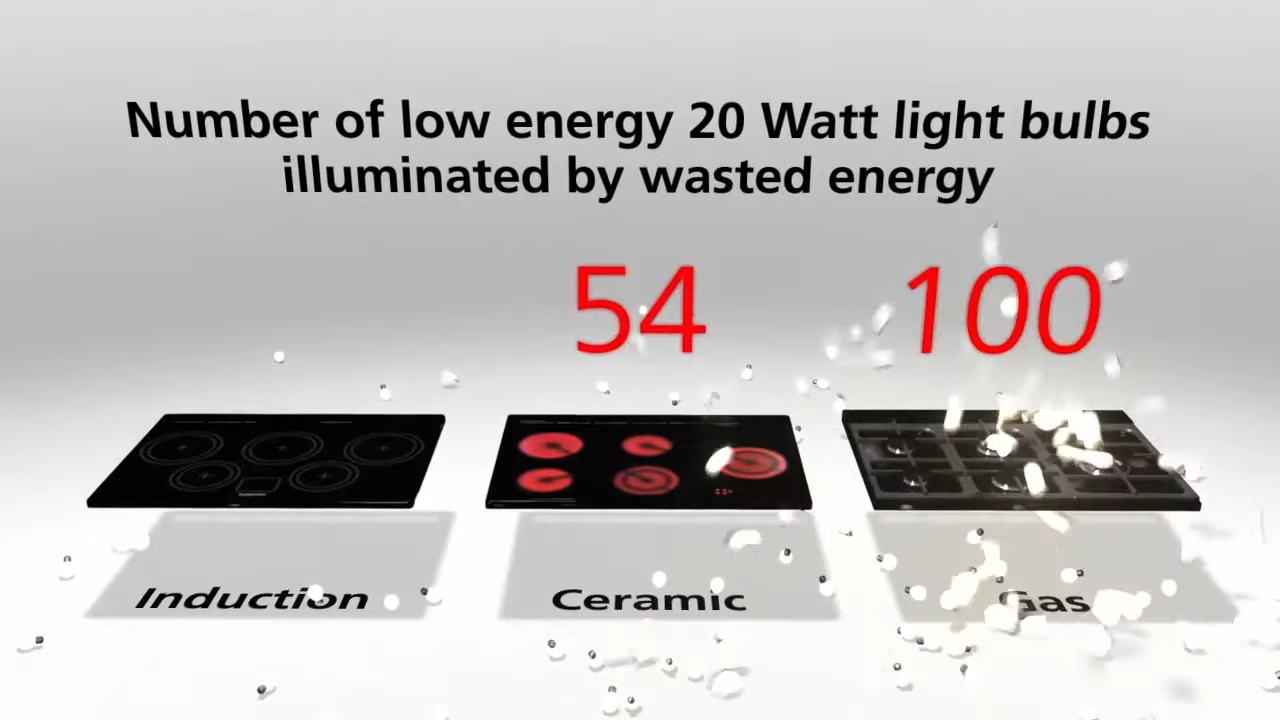 Number of low energy 20 Watt light bulbs
illuminated by wasted energy
54 100
Induction Ceramic Gas